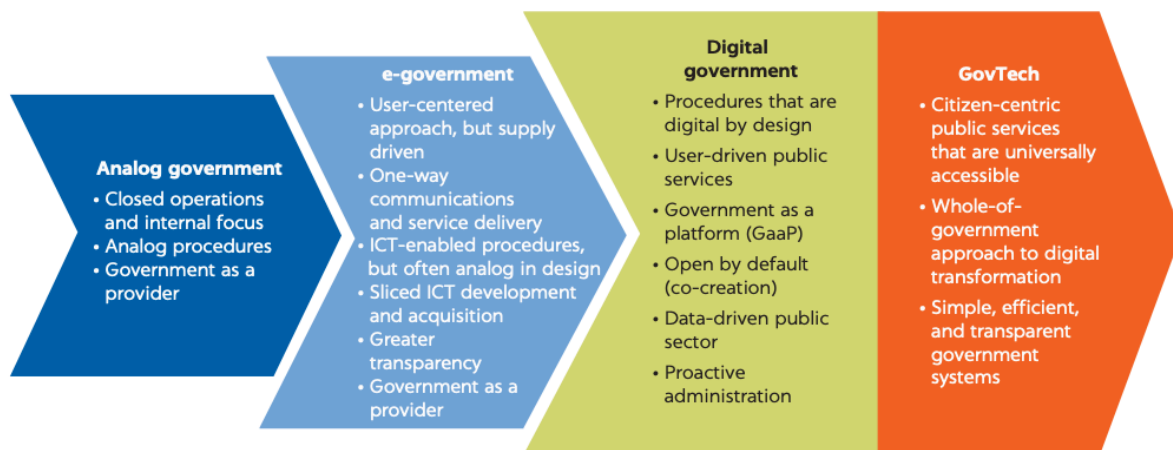 Analog government
• Closed operations
and internal focus
• Analog procedures
• Government as a
provider
e-government
• User-centered
approach, but supply
driven
• One-way
communications
and service delivery
• ICT-enabled procedures,
but often analog in design
• Sliced ICT development
and acquisition
• Greater
transparency
• Government as a
provider
Digital
government
• Procedures that are
digital by design
• User-driven public
services
• Government as a
platform (GaaP)
• Open by default
(co-creation)
• Data-driven public
sector
• Proactive
administration
GovTech
• Citizen-centric
public services
that are universally
accessible
• Whole-of-
government
approach to digital
transformation
• Simple, efficient,
and transparent
government
systems